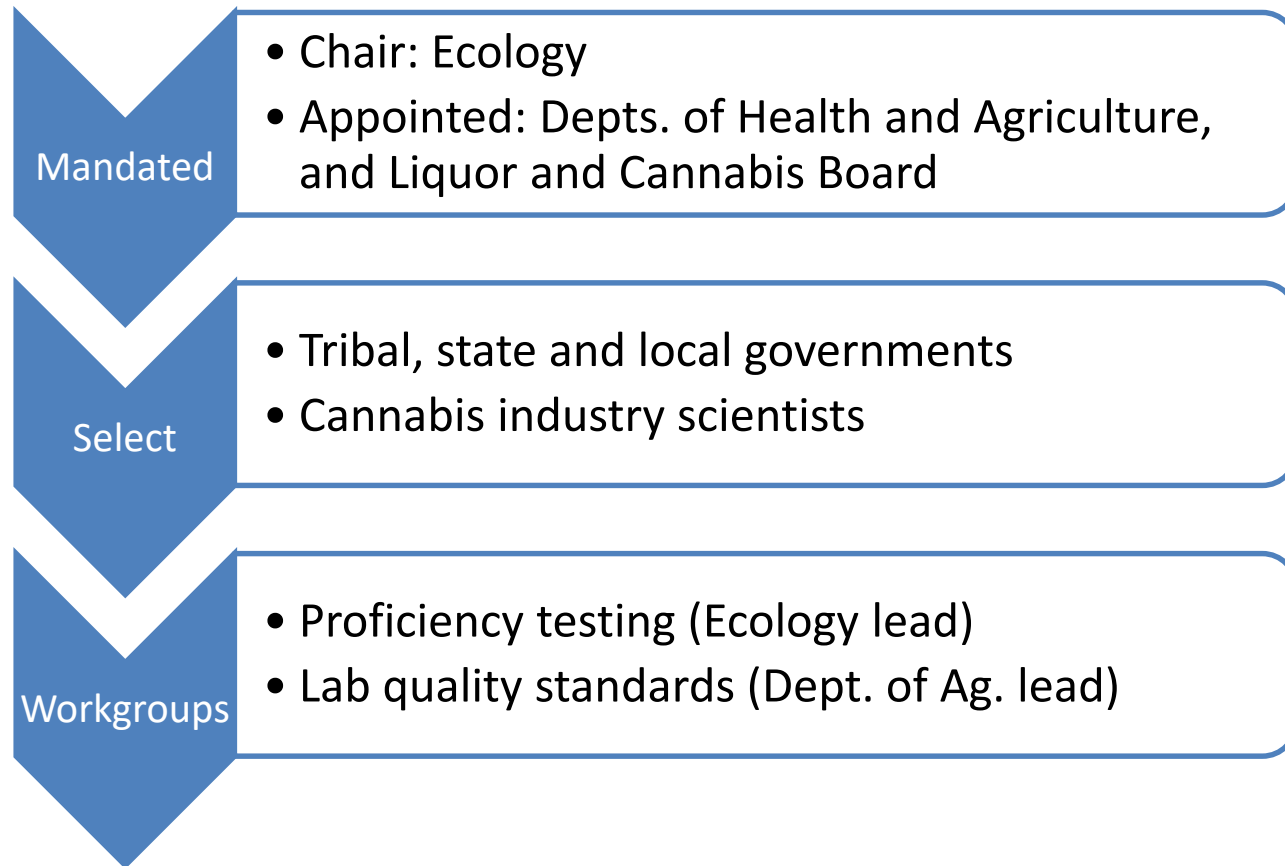 Mandated
• Chair: Ecology
• Appointed: Depts. of Health and Agriculture,
and Liquor and Cannabis Board
Select
• Tribal, state and local governments
• Cannabis industry scientists
Workgroups
• Proficiency testing (Ecology lead)
• Lab quality standards (Dept. of Ag. lead)